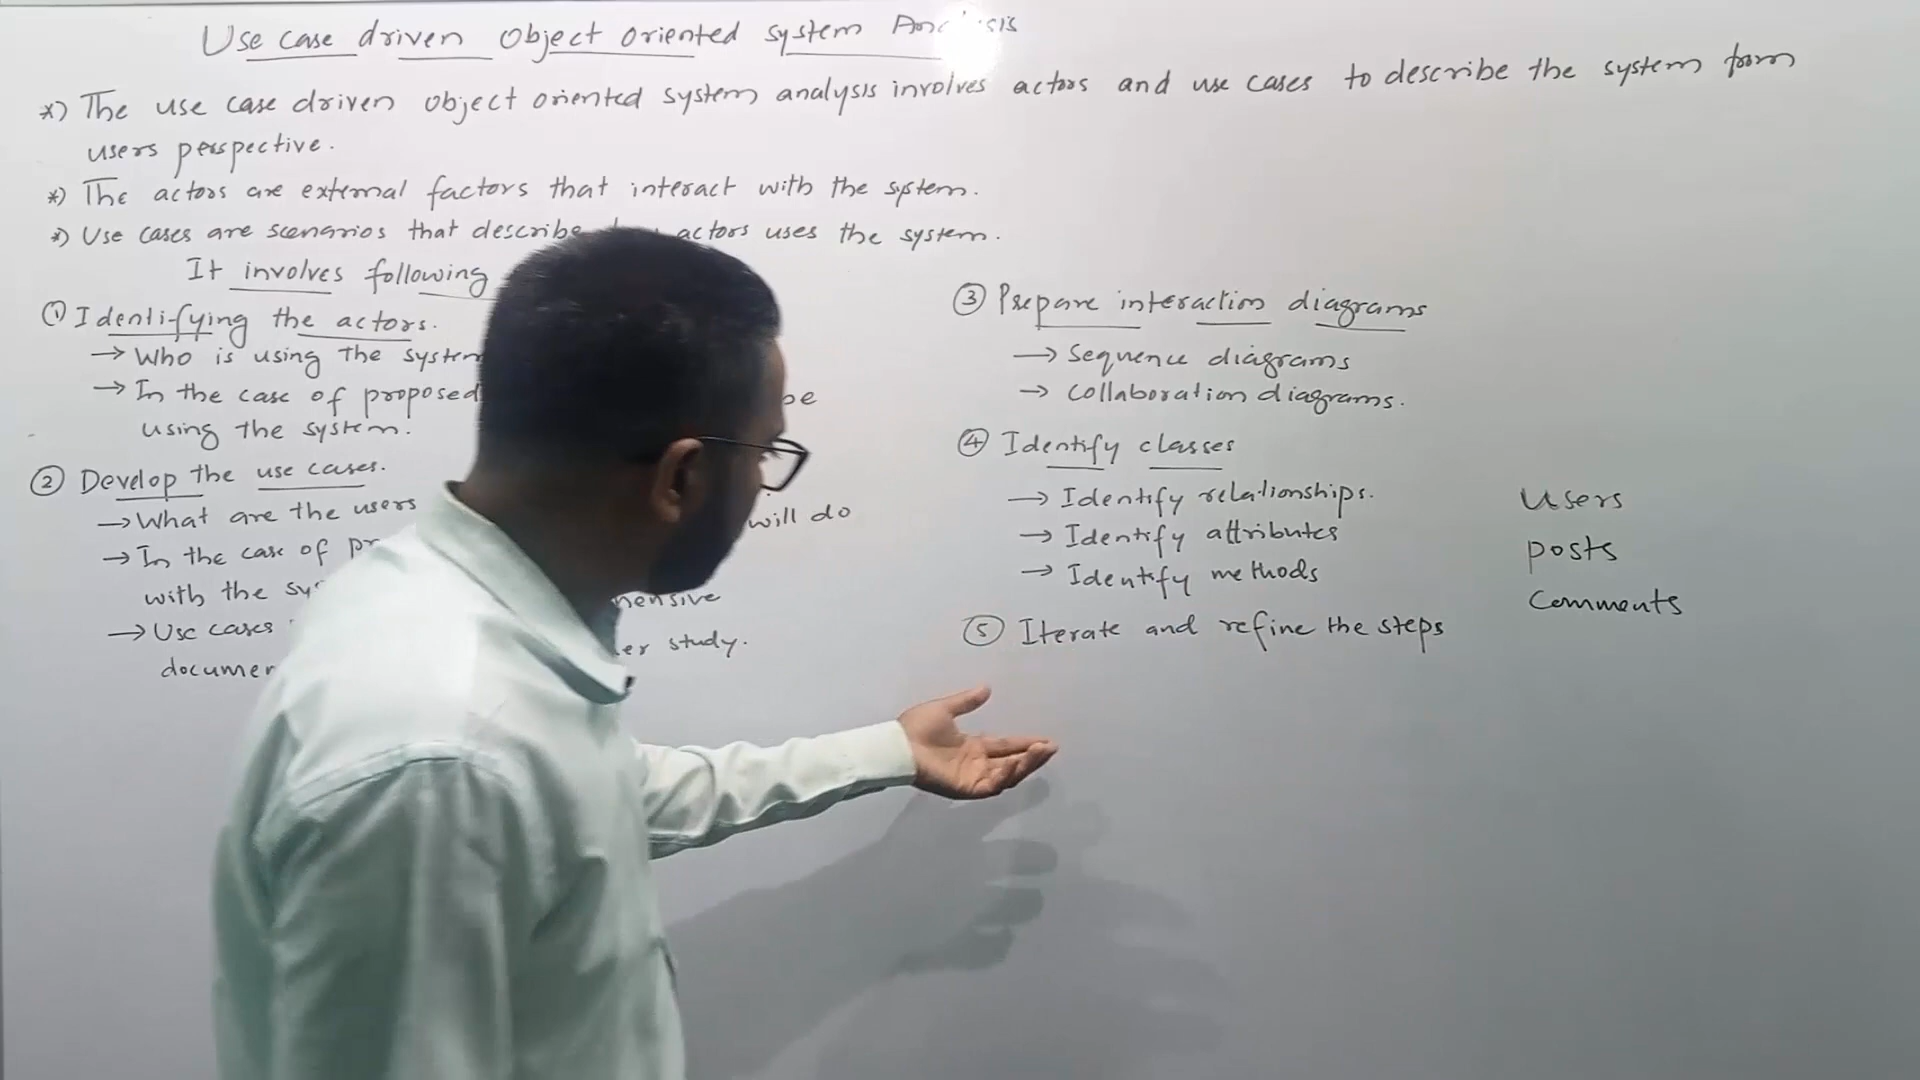 Use case driven object oriented system
*) The use case driven object oriented system analysis involves actors and use cases to describe the system from
users perspective.
*) The actors are external factors that interact with the system.
*) Use cases are scenarios that describe actors uses the system.
It involves following
① Identifying the actors.
→ Who is using the system
→ In the case of proposed be
using the system.
② Develop the use cases.
→ What are the users will do
→ In the case of
with the
→ Use cases
study.
③ Prepare interaction diagrams
→ Sequence diagrams
→ Collaboration diagrams.
④ Identify classes
→ Identify relationships.
→ Identify attributes
→ Identify methods
⑤ Iterate and refine the steps
Users
posts
Comments